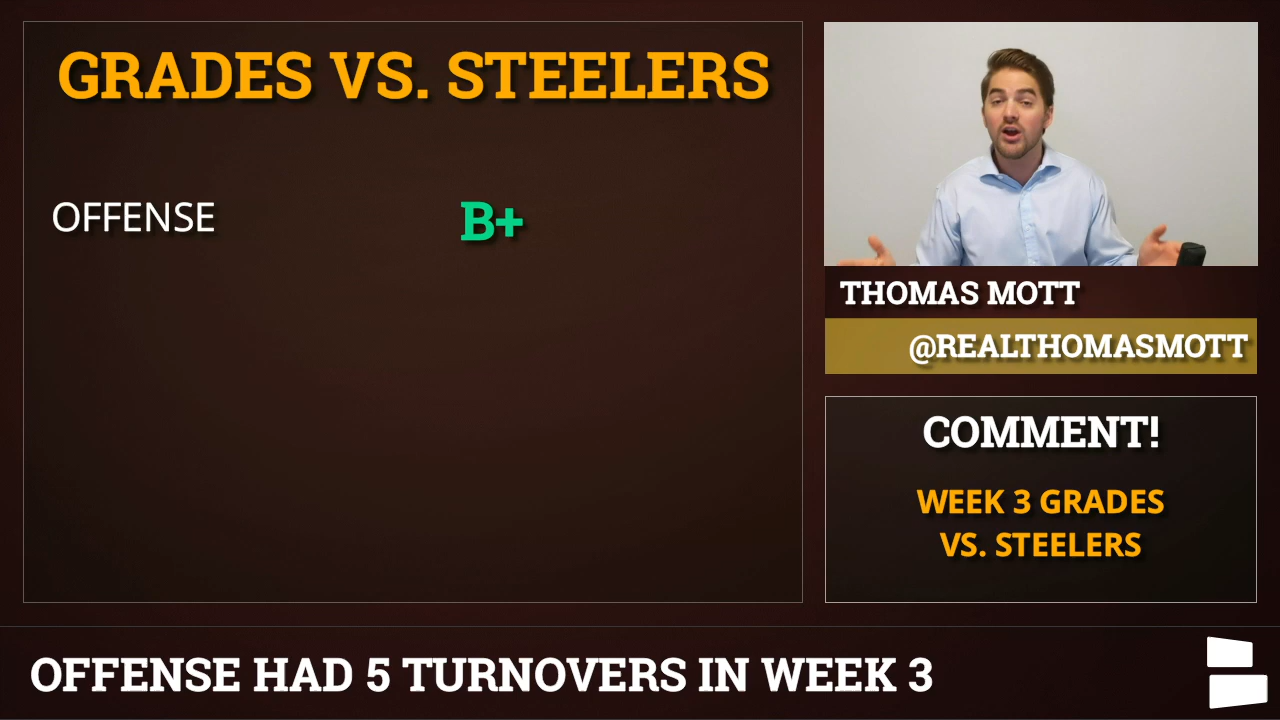 GRADES VS. STEELERS
OFFENSE B+
THOMAS MOTT
@REALTHOMASMOTT
COMMENT!
WEEK 3 GRADES
VS. STEELERS
OFFENSE HAD 5 TURNOVERS IN WEEK 3